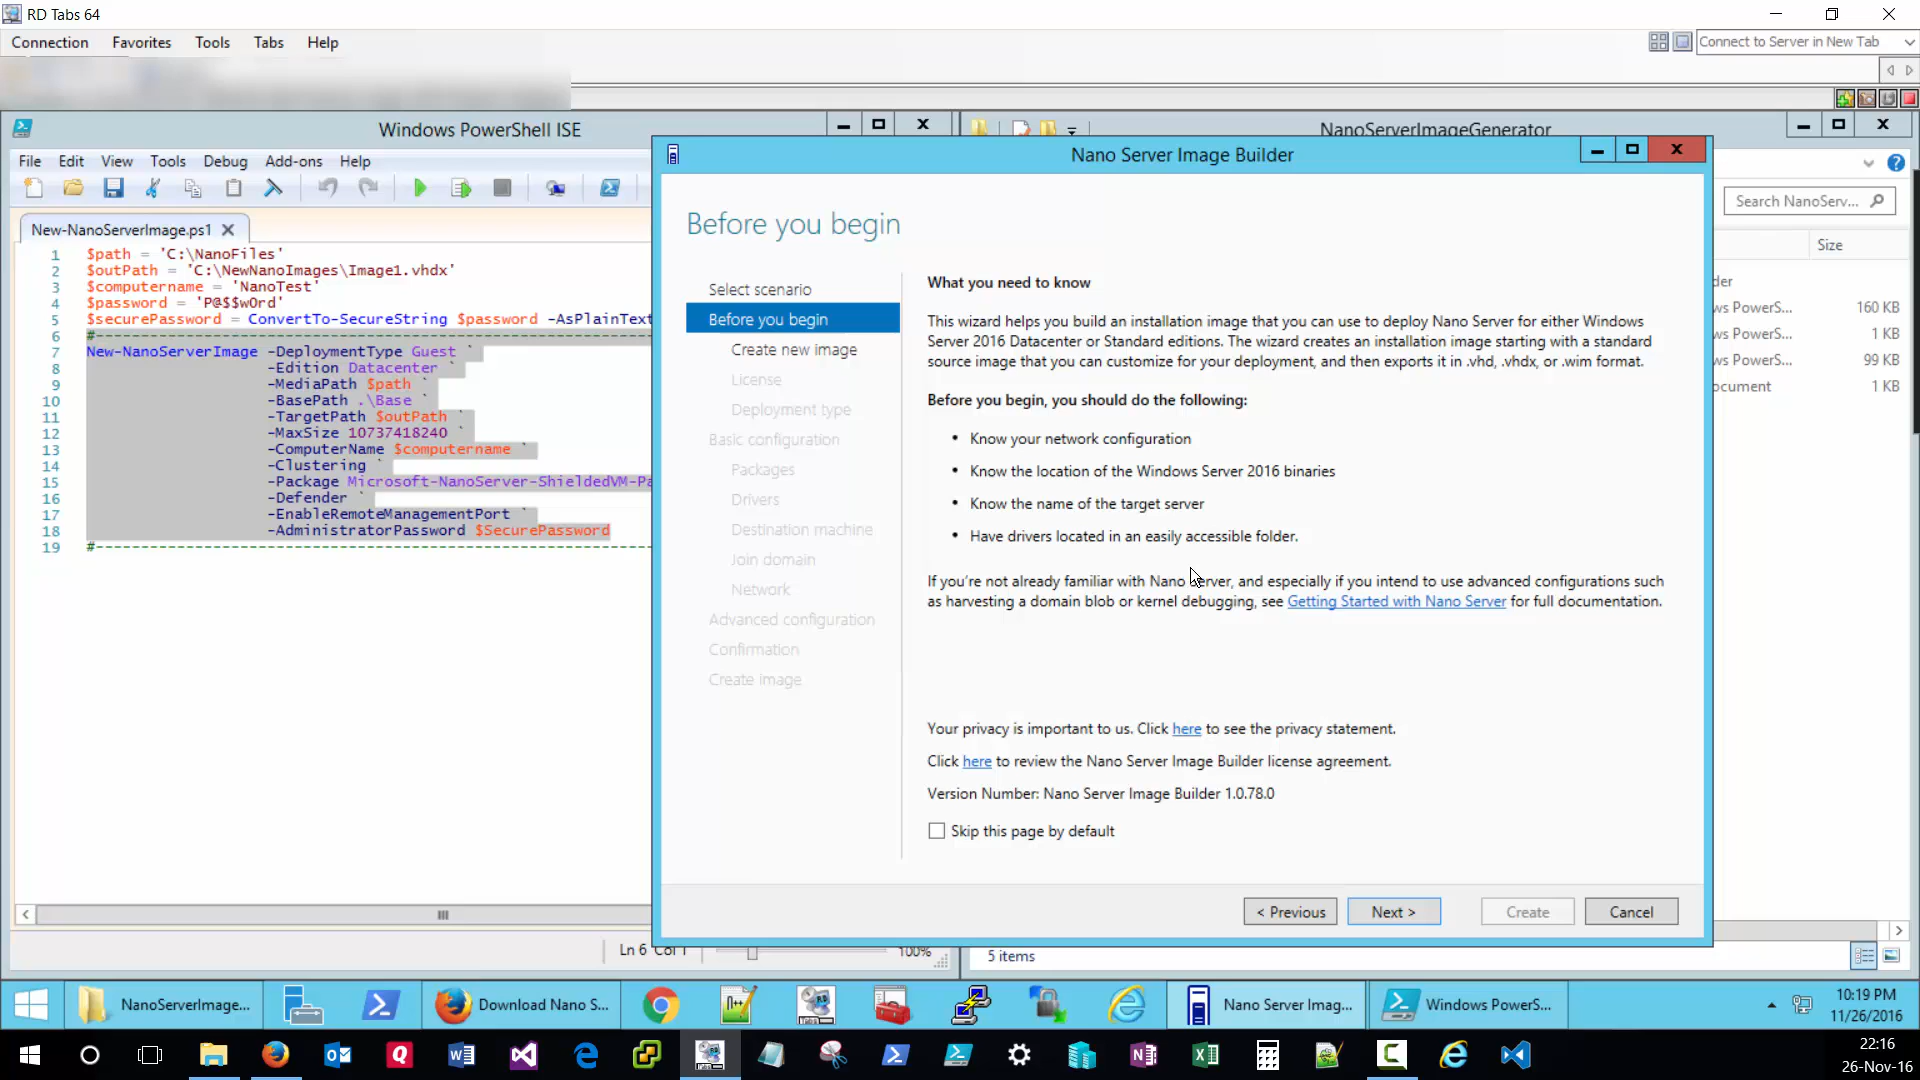 RD Tabs 64
Connection Favorites Tools Tabs Help
Connect to Server in New Tab
Windows PowerShell ISE
File Edit View Tools Debug Add-ons Help
New-NanoServerImage.ps1
1 $path = 'C:\NanoFiles'
2 $outPath = 'C:\NewNanoImages\Image1.vhdx'
3 $computername = 'NanoTest'
4 $password = 'P@$$w0rd'
5 $securePassword = ConvertTo-SecureString $password -AsPlainText
6 #--------------------------------------------------------------
7 New-NanoServerImage -DeploymentType Guest `
8 -Edition Datacenter `
9 -MediaPath $path `
10 -BasePath .\Base `
11 -TargetPath $outPath `
12 -MaxSize 10737418240 `
13 -ComputerName $computername `
14 -Clustering `
15 -Package Microsoft-NanoServer-ShieldedVM-Pa
16 -Defender `
17 -EnableRemoteManagementPort `
18 -AdministratorPassword $SecurePassword
19 #--------------------------------------------------------------
Ln 6 Col 1
100%
NanoServerImageGenerator
Search NanoServ...
Size
der
ws PowerS... 160 KB
ws PowerS... 1 KB
ws PowerS... 99 KB
ocument 1 KB
5 items
Nano Server Image Builder
Before you begin
Select scenario
Before you begin
Create new image
License
Deployment type
Basic configuration
Packages
Drivers
Destination machine
Join domain
Network
Advanced configuration
Confirmation
Create image
What you need to know
This wizard helps you build an installation image that you can use to deploy Nano Server for either Windows
Server 2016 Datacenter or Standard editions. The wizard creates an installation image starting with a standard
source image that you can customize for your deployment, and then exports it in .vhd, .vhdx, or .wim format.
Before you begin, you should do the following:
• Know your network configuration
• Know the location of the Windows Server 2016 binaries
• Know the name of the target server
• Have drivers located in an easily accessible folder.
If you're not already familiar with Nano Server, and especially if you intend to use advanced configurations such
as harvesting a domain blob or kernel debugging, see Getting Started with Nano Server for full documentation.
Your privacy is important to us. Click here to see the privacy statement.
Click here to review the Nano Server Image Builder license agreement.
Version Number: Nano Server Image Builder 1.0.78.0
Skip this page by default
< Previous
Next >
Create
Cancel
NanoServerImage...
Download Nano S...
Nano Server Imag...
Windows PowerS...
10:19 PM
11/26/2016
22:16
26-Nov-16